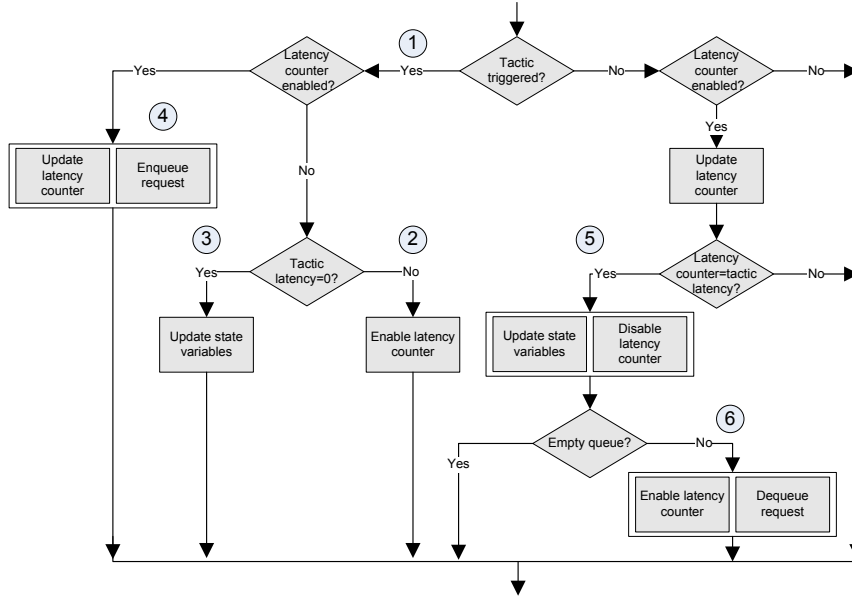 1
Latency
counter
enabled?
Tactic
triggered?
Latency
counter
enabled?
Yes
Yes
No
No
4
Yes
Update
latency
counter
Enqueue
request
Update
latency
counter
No
3
2
5
Tactic
latency=0?
Latency
counter=tactic
latency?
Yes
No
Yes
No
Update state
variables
Enable latency
counter
Update state
variables
Disable
latency
counter
6
Empty queue?
No
Yes
Enable latency
counter
Dequeue
request